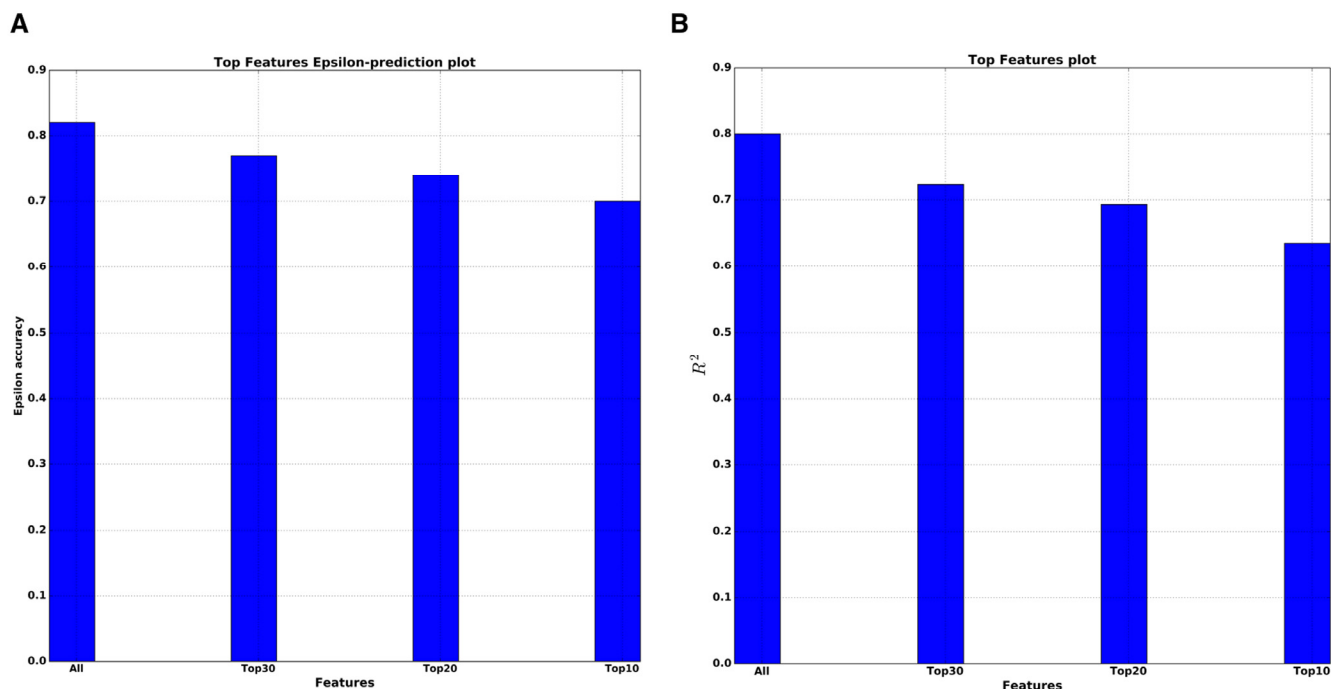 A
Top Features Epsilon-prediction plot
0.9
0.8
0.7
0.6
0.5
0.4
0.3
0.2
0.1
0.0
Epsilon accuracy
All Top30 Top20 Top10
Features
B
Top Features plot
0.9
0.8
0.7
0.6
0.5
0.4
0.3
0.2
0.1
0.0
R²
All Top30 Top20 Top10
Features